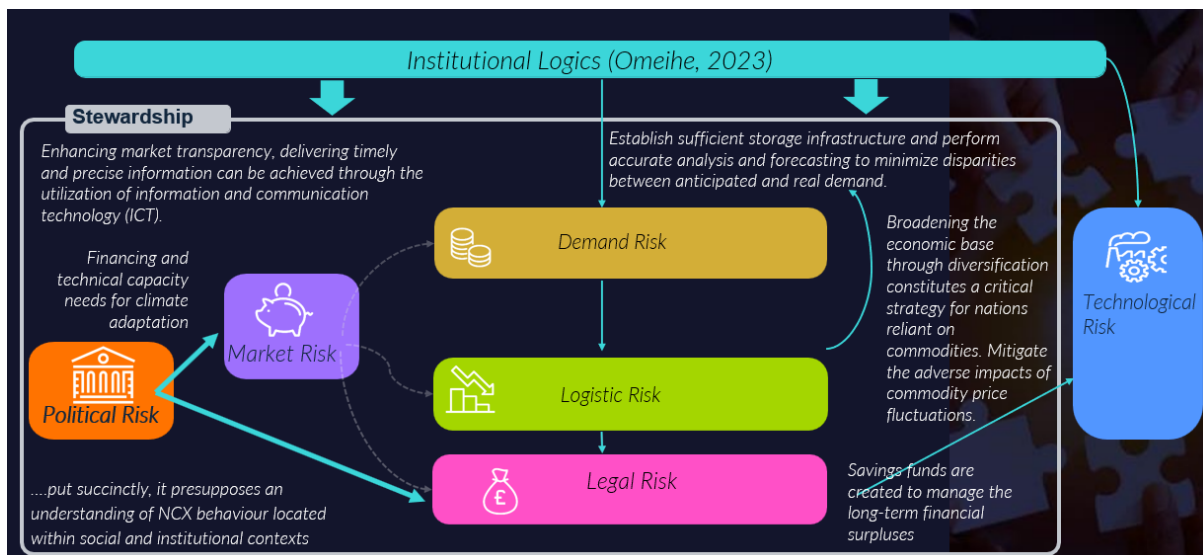 Institutional Logics (Omeihe, 2023)
Stewardship
Enhancing market transparency, delivering timely
and precise information can be achieved through the
utilization of information and communication
technology (ICT).
Establish sufficient storage infrastructure and perform
accurate analysis and forecasting to minimize disparities
between anticipated and real demand.
Financing and
technical capacity
needs for climate
adaptation
Political Risk
Market Risk
Demand Risk
Logistic Risk
£
Legal Risk
Broadening the
economic base
through diversification
constitutes a critical
strategy for nations
reliant on
commodities. Mitigate
the adverse impacts of
commodity price
fluctuations.
Technological
Risk
....put succinctly, it presupposes an
understanding of NCX behaviour located
within social and institutional contexts
Savings funds are
created to manage the
long-term financial
surpluses